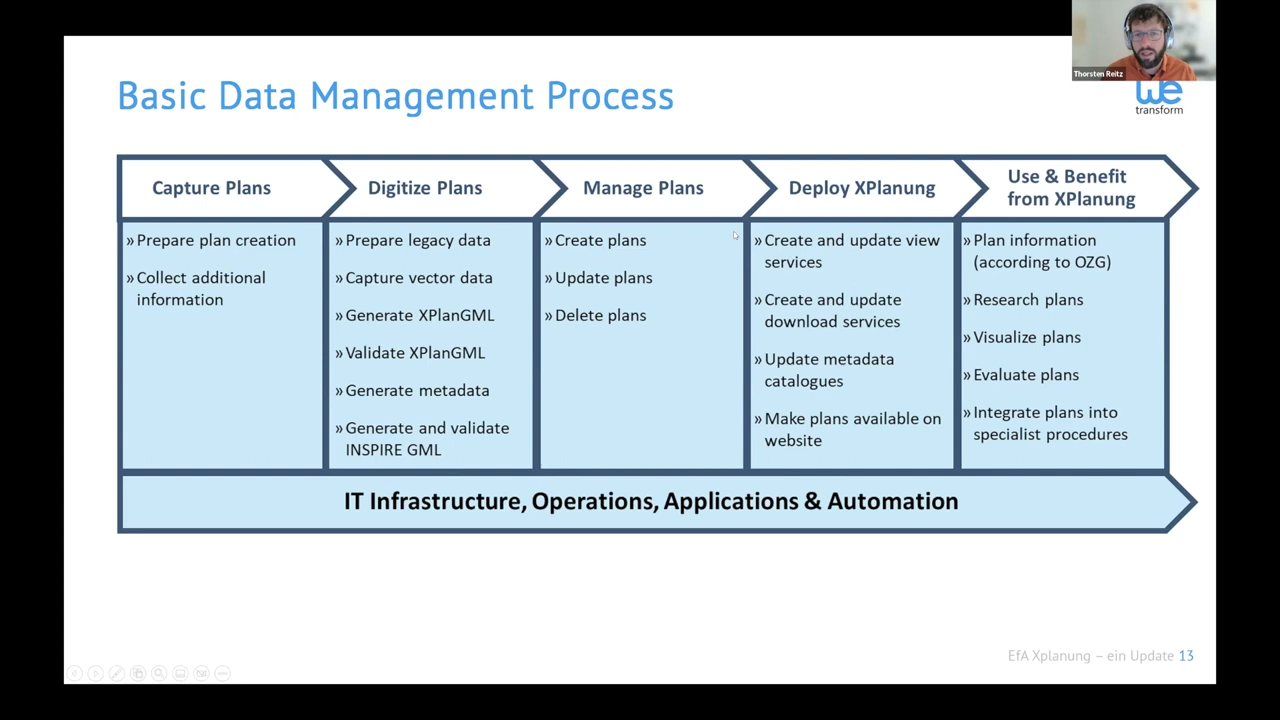 Thorsten Reitz
we
transform
Basic Data Management Process
Capture Plans
» Prepare plan creation
» Collect additional
information
Digitize Plans
» Prepare legacy data
» Capture vector data
» Generate XPlanGML
» Validate XPlanGML
» Generate metadata
» Generate and validate
INSPIRE GML
Manage Plans
» Create plans
» Update plans
» Delete plans
Deploy XPlanung
» Create and update view
services
» Create and update
download services
» Update metadata
catalogues
» Make plans available on
website
Use & Benefit
from XPlanung
» Plan information
(according to OZG)
» Research plans
» Visualize plans
» Evaluate plans
» Integrate plans into
specialist procedures
IT Infrastructure, Operations, Applications & Automation
EfA Xplanung – ein Update 13